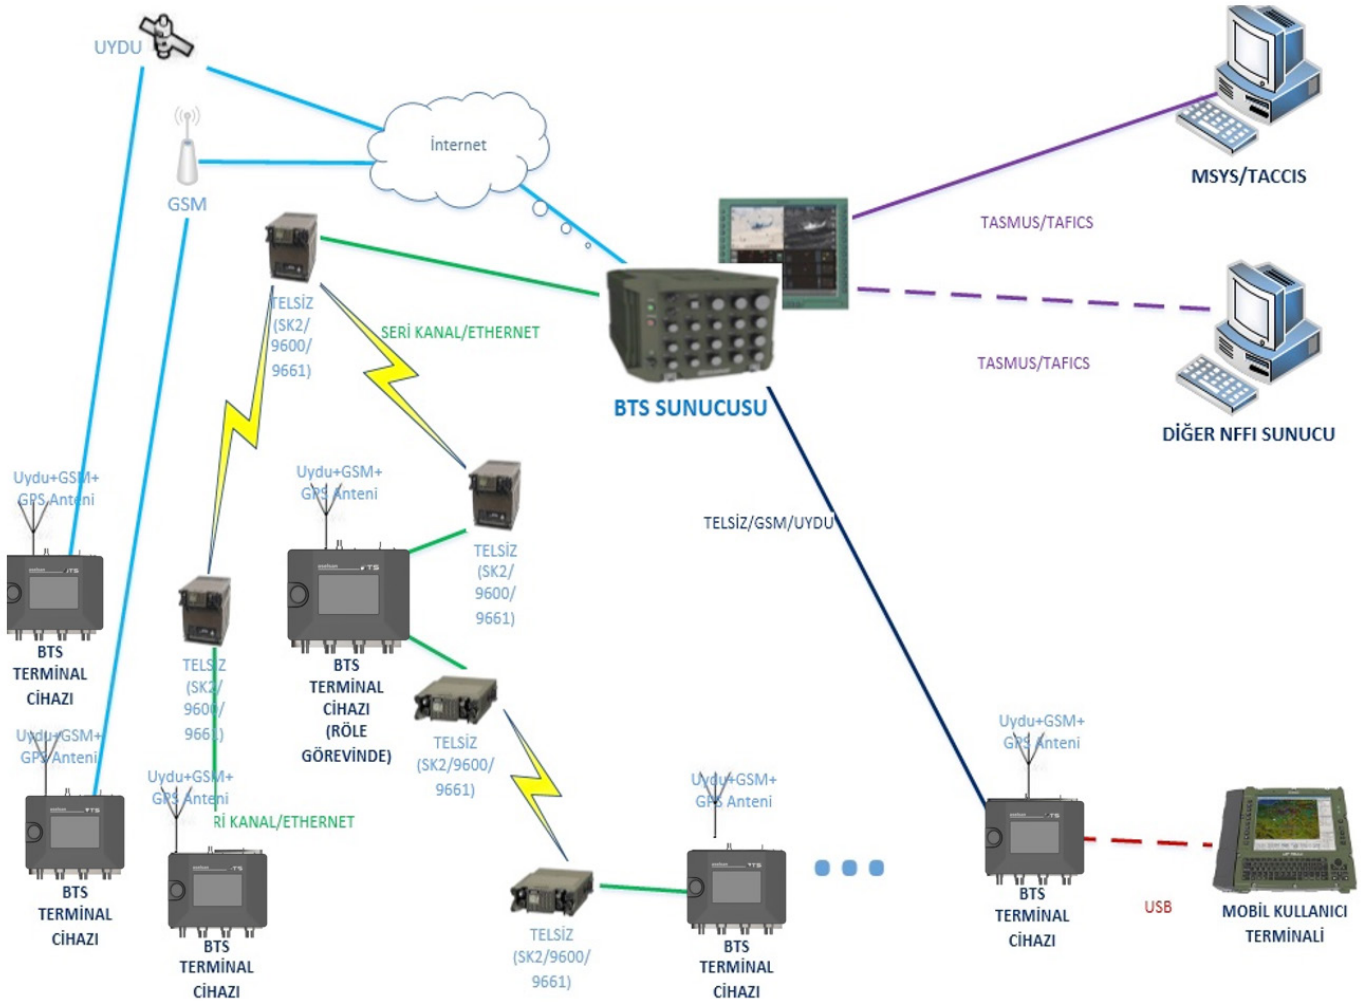 UYDU
GSM
İnternet
MSYS/TACCIS
TASMUS/TAFICS
TASMUS/TAFICS
DİĞER NFFI SUNUCU
BTS SUNUCUSU
TELSİZ
(SK2/
9600/
9661)
SERİ KANAL/ETHERNET
TELSİZ/GSM/UYDU
Uydu+GSM+
GPS Anteni
BTS
TERMİNAL
CİHAZI
Uydu+GSM+
GPS Anteni
BTS
TERMİNAL
CİHAZI
(RÖLE
GÖREVİNDE)
TELSİZ
(SK2/
9600/
9661)
TELSİZ
(SK2/
9600/
9661)
Uydu+GSM+
GPS Anteni
BTS
TERMİNAL
CİHAZI
Uydu+GSM+
GPS Anteni
Rİ KANAL/ETHERNET
BTS
TERMİNAL
CİHAZI
TELSİZ
(SK2/9600/
9661)
TELSİZ
(SK2/9600/
9661)
Uydu+GSM+
GPS Anteni
BTS
TERMİNAL
CİHAZI
Uydu+GSM+
GPS Anteni
BTS
TERMİNAL
CİHAZI
USB
MOBİL KULLANICI
TERMİNALİ